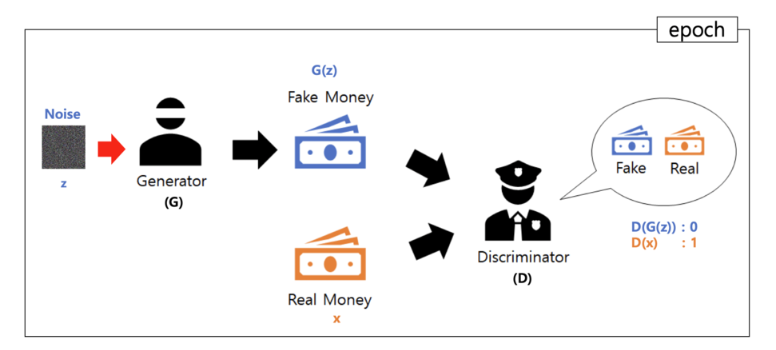 epoch
G(z)
Fake Money
Noise
z
Generator
(G)
Real Money
x
Discriminator
(D)
Fake Real
D(G(z)) : 0
D(x) : 1